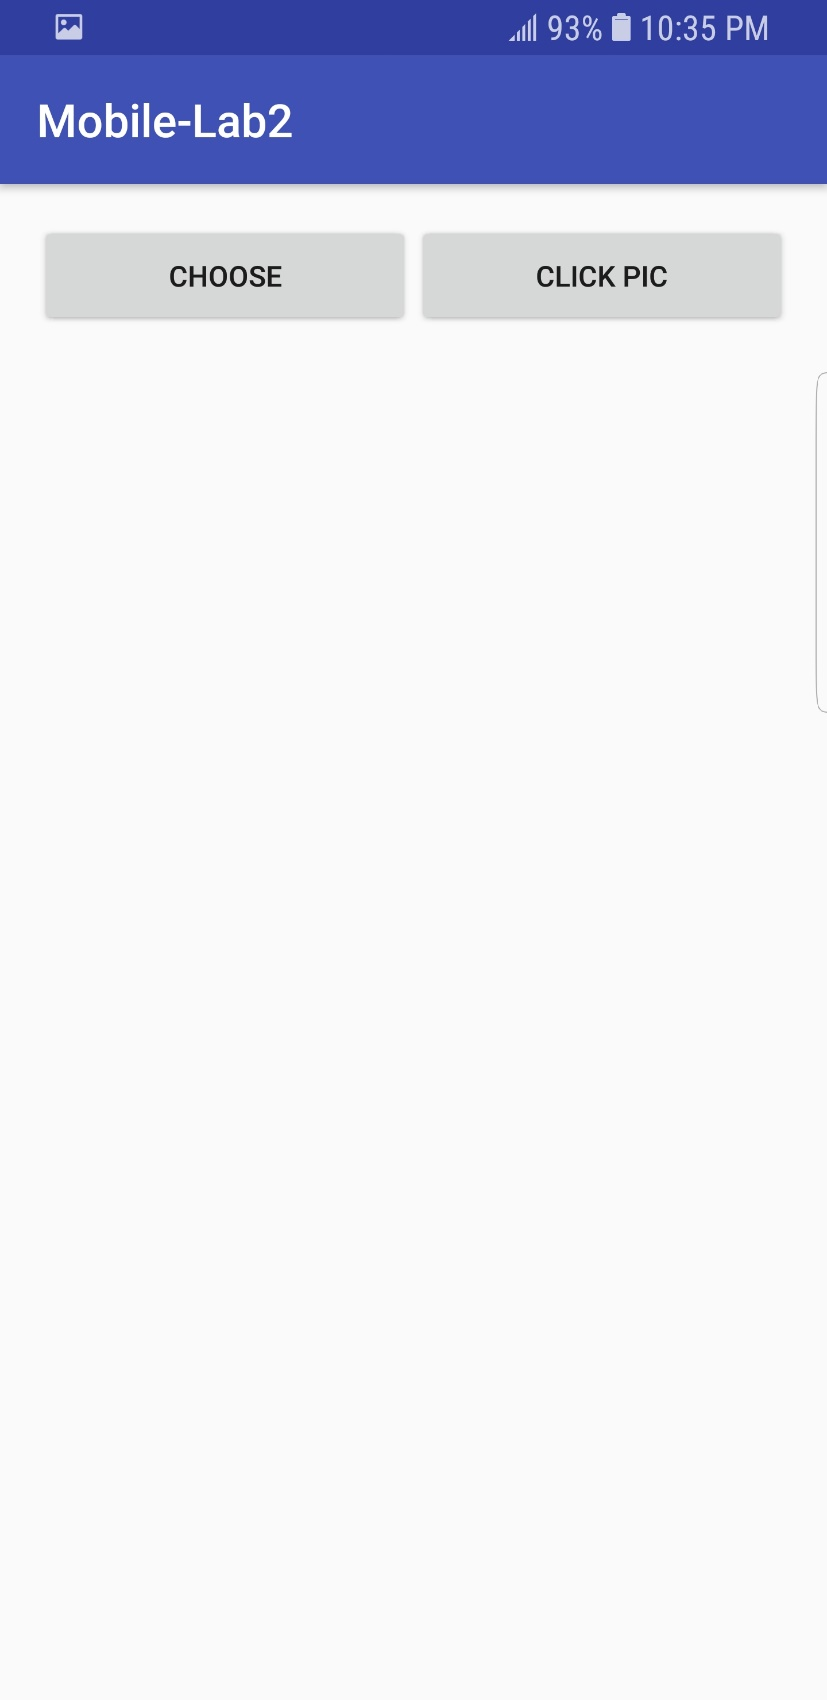 93% 10:35 PM
Mobile-Lab2
CHOOSE CLICK PIC